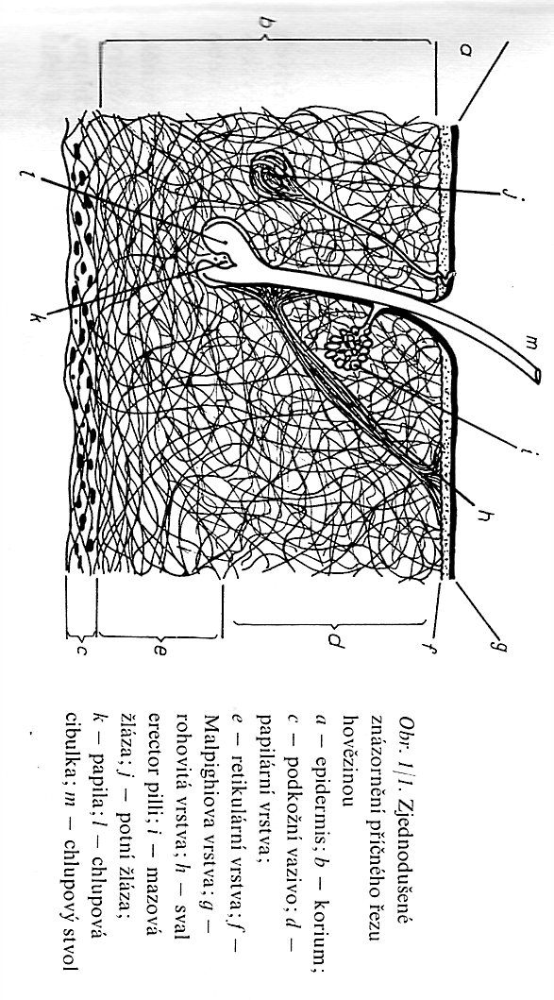 a
b
j
l
k
m
i
h
g
f
d
e
c
Obr. 1/1. Zjednodušené
znázornění příčného řezu
hovězinou
a — epidermis; b — korium;
c — podkožní vazivo; d —
papilární vrstva;
e — retikulární vrstva; f —
Malpighiova vrstva; g —
rohovitá vrstva; h — sval
erector pilli; i — mazová
žláza; j — potní žláza;
k — papila; l — chlupová
cibulka; m — chlupový stvol